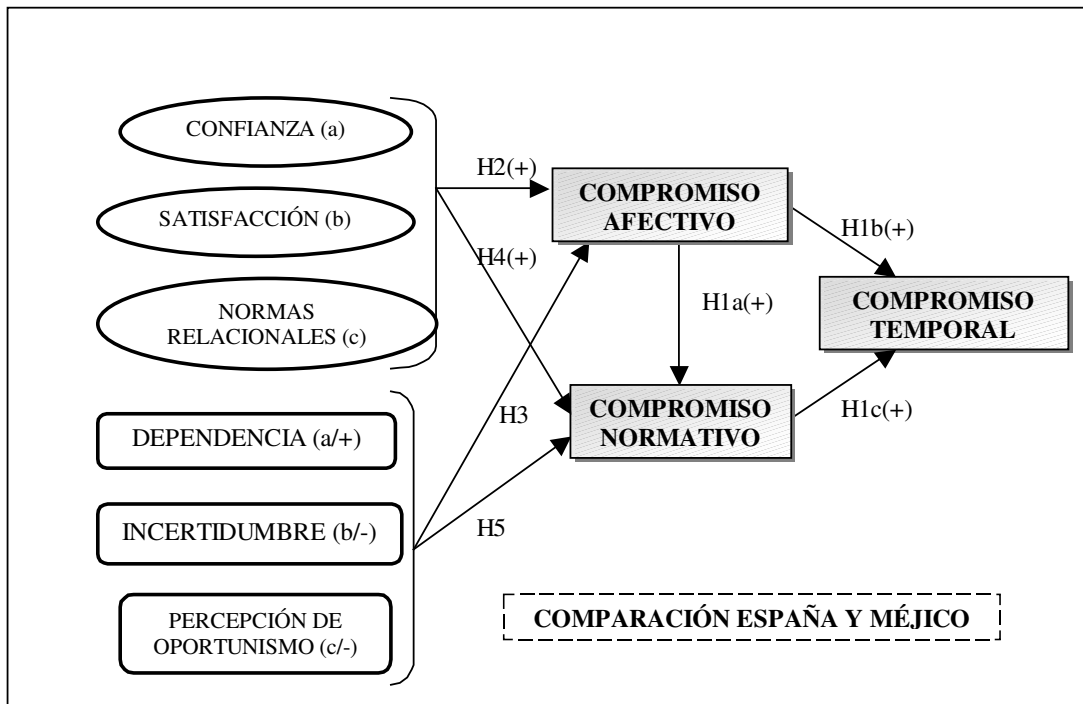 CONFIANZA (a)
SATISFACCIÓN (b)
NORMAS
RELACIONALES (c)
DEPENDENCIA (a/+)
INCERTIDUMBRE (b/-)
PERCEPCIÓN DE
OPORTUNISMO (c/-)
H2(+)
H4(+)
H3
H5
COMPROMISO
AFECTIVO
H1a(+)
COMPROMISO
NORMATIVO
H1b(+)
COMPROMISO
TEMPORAL
H1c(+)
COMPARACIÓN ESPAÑA Y MÉJICO